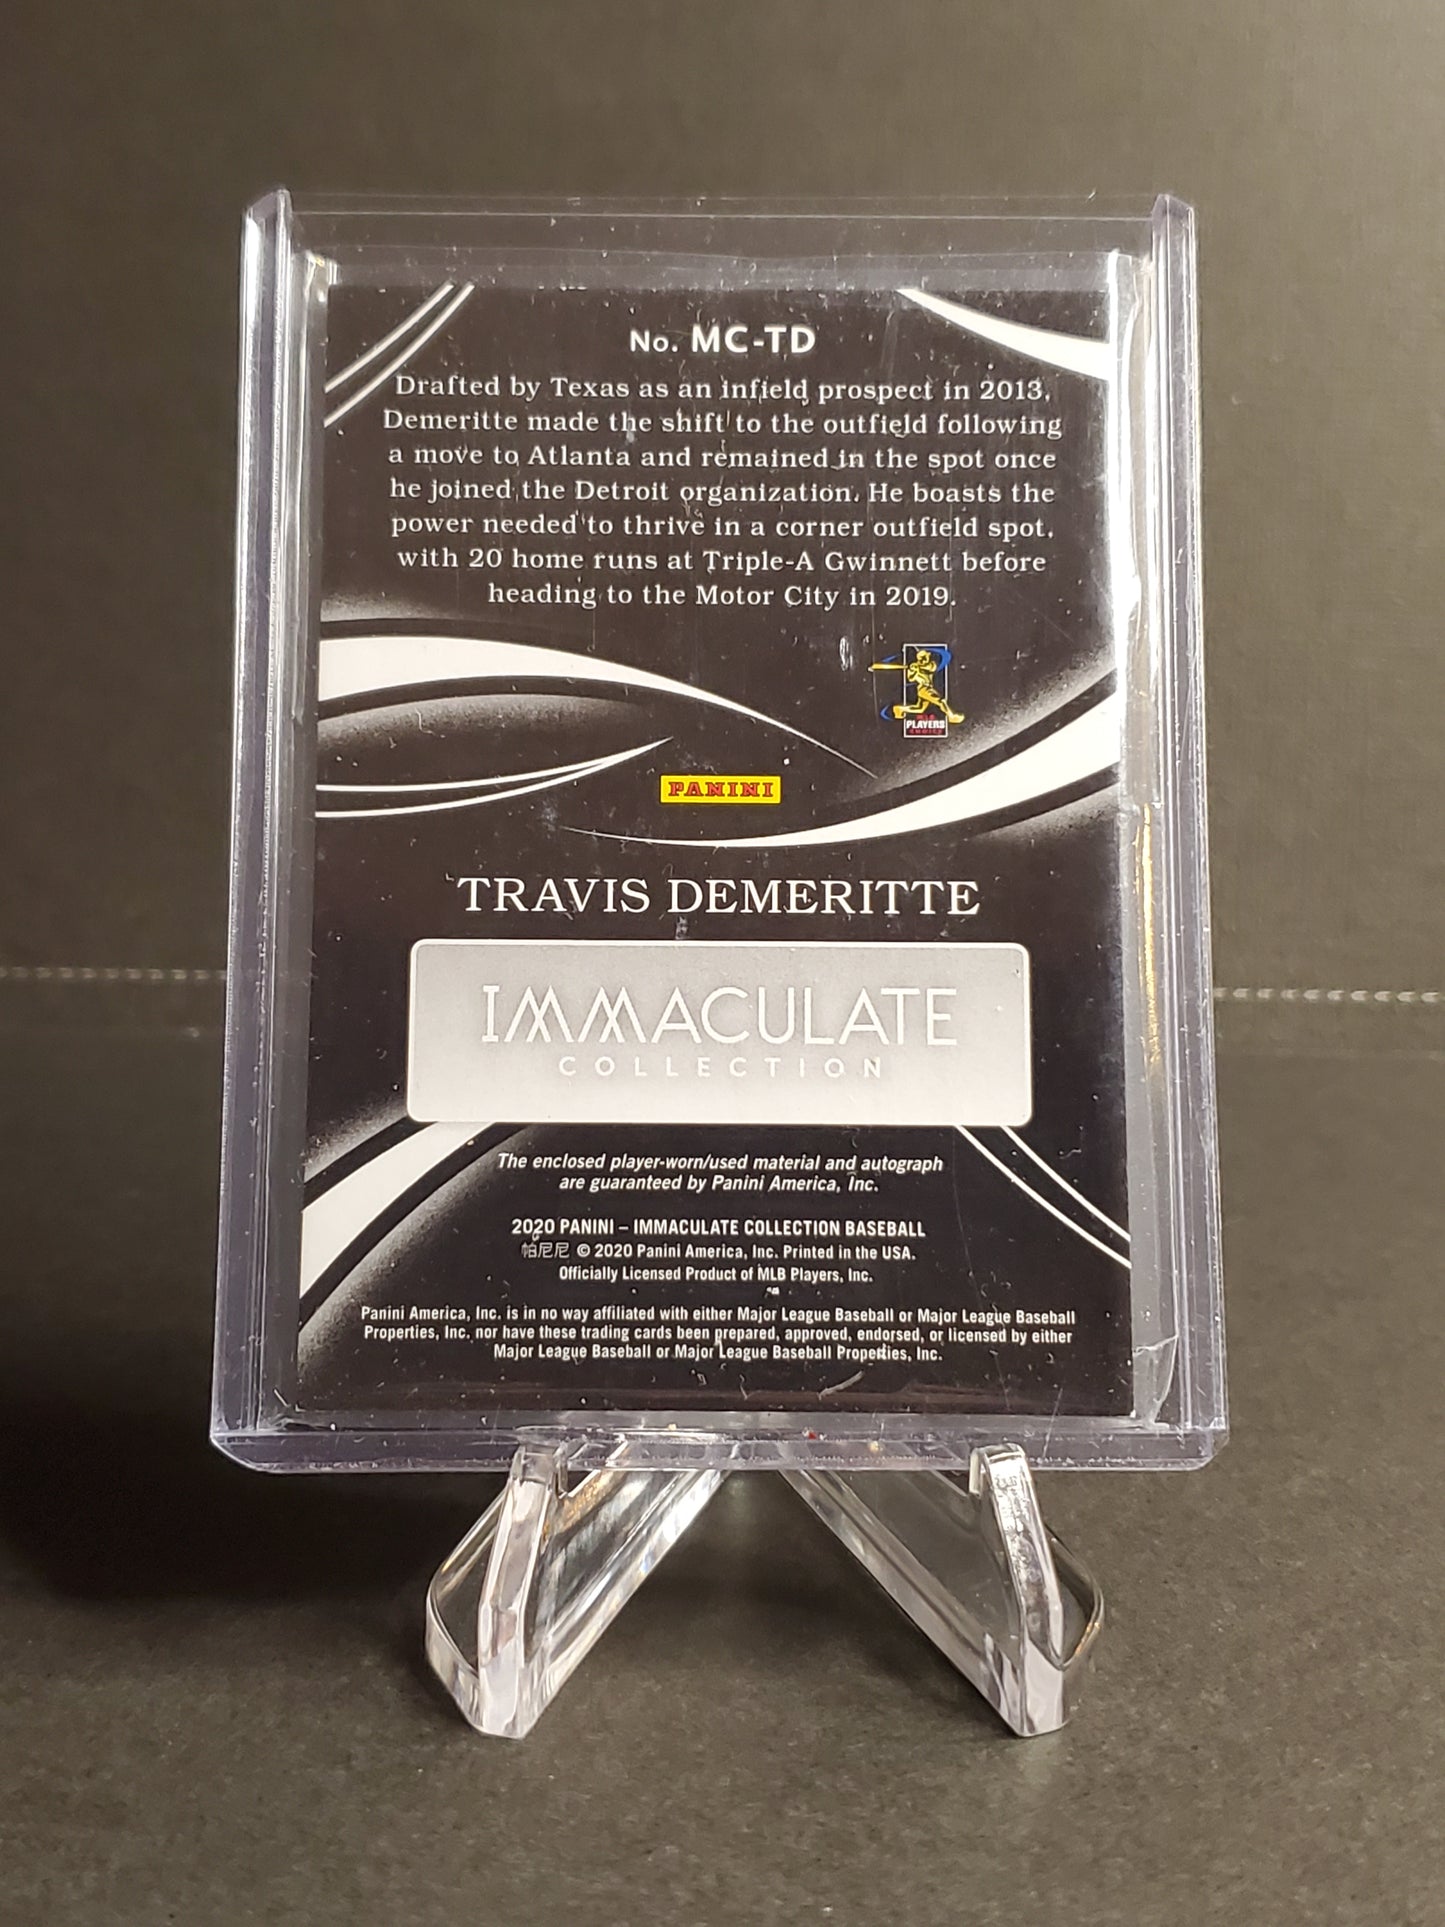 No. MC-TD
Drafted by Texas as an infield prospect in 2013,
Demeritte made the shift to the outfield following
a move to Atlanta and remained in the spot once
he joined the Detroit organization. He boasts the
power needed to thrive in a corner outfield spot,
with 20 home runs at Triple-A Gwinnett before
heading to the Motor City in 2019.
MLB
PLAYERS
CHOICE
PANINI
TRAVIS DEMERITTE
IMMACULATE
COLLECTION
The enclosed player-worn/used material and autograph
are guaranteed by Panini America, Inc.
2020 PANINI – IMMACULATE COLLECTION BASEBALL
帕尼尼 © 2020 Panini America, Inc. Printed in the USA.
Officially Licensed Product of MLB Players, Inc.
Panini America, Inc. is in no way affiliated with either Major League Baseball or Major League Baseball
Properties, Inc. nor have these trading cards been prepared, approved, endorsed, or licensed by either
Major League Baseball or Major League Baseball Properties, Inc.